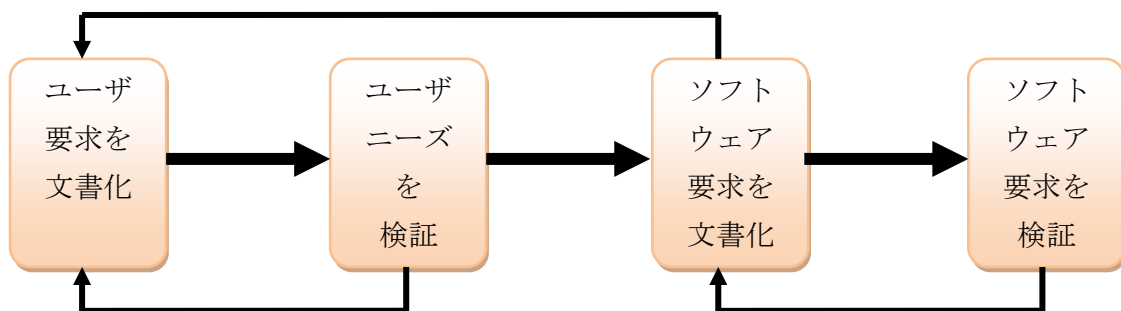 ユーザ
要求を
文書化
ユーザ
ニーズ
を
検証
ソフト
ウェア
要求を
文書化
ソフト
ウェア
要求を
検証